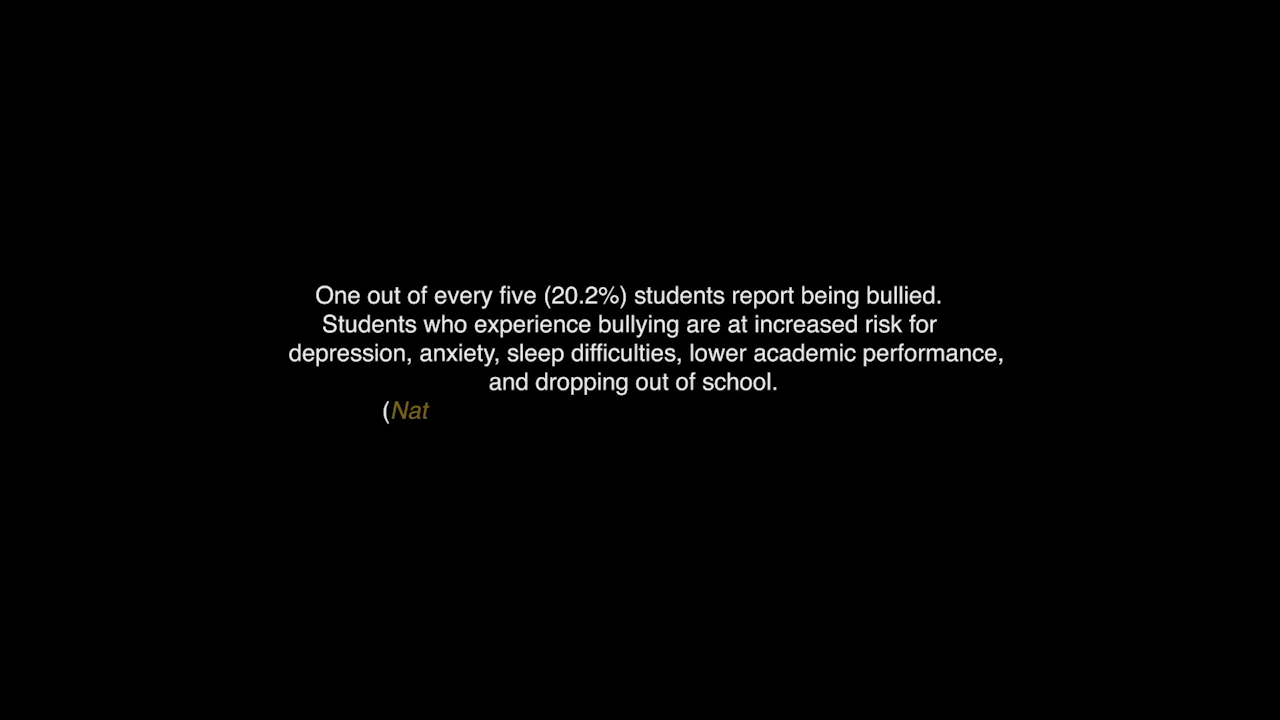 One out of every five (20.2%) students report being bullied.
Students who experience bullying are at increased risk for
depression, anxiety, sleep difficulties, lower academic performance,
and dropping out of school.
(Nat